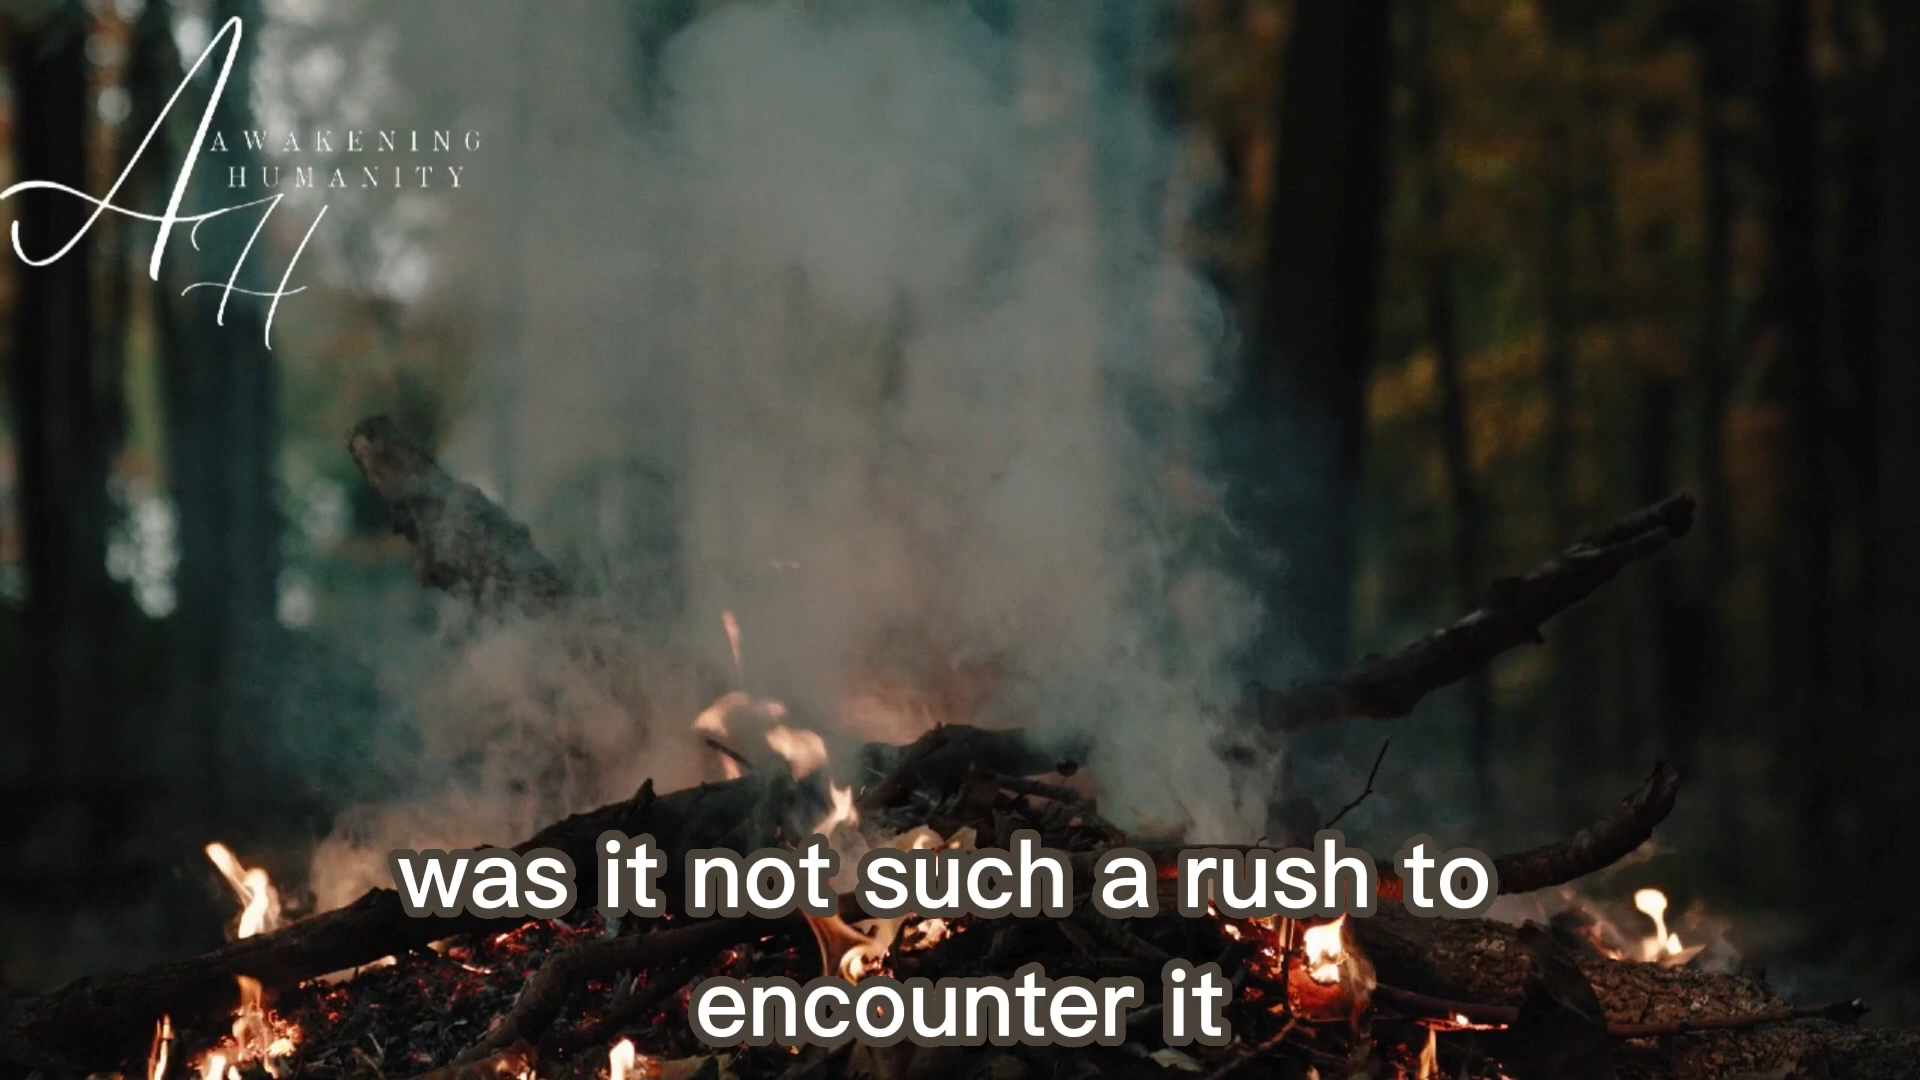 AWAKENING
HUMANITY
AH
was it not such a rush to
encounter it